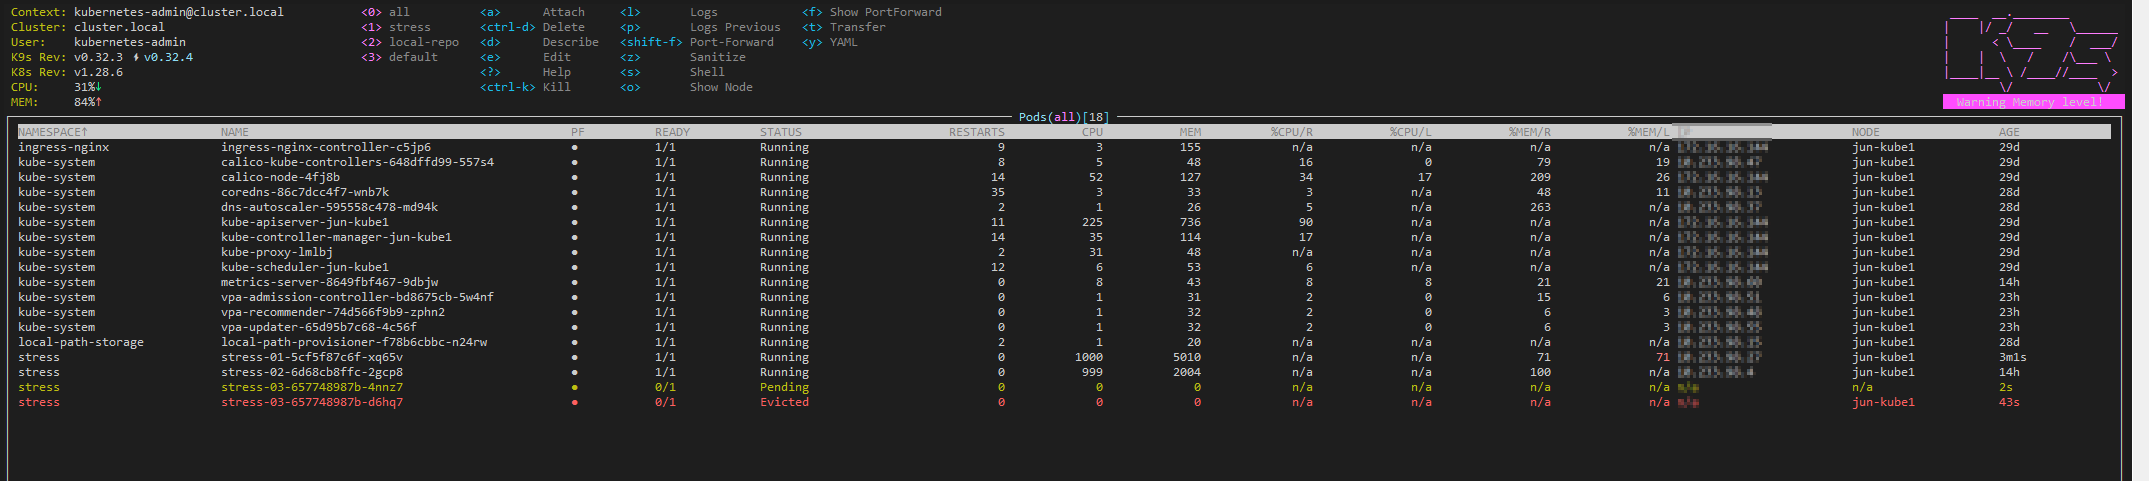 Context: kubernetes-admin@cluster.local <0> all <a> Attach <l> Logs <f> Show PortForward
Cluster: cluster.local <1> stress <ctrl-d> Delete <p> Logs Previous <t> Transfer
User: kubernetes-admin <2> local-repo <d> Describe <shift-f> Port-Forward <y> YAML
K9s Rev: v0.32.3 ⚡v0.32.4 <3> default <e> Edit <z> Sanitize
K8s Rev: v1.28.6 <?> Help <s> Shell
CPU: 31%↓ <ctrl-k> Kill <o> Show Node
MEM: 84%↑
Warning Memory level!
Pods(all)[18]
NAMESPACE↑ NAME PF READY STATUS RESTARTS CPU MEM %CPU/R %CPU/L %MEM/R %MEM/L NODE AGE
ingress-nginx ingress-nginx-controller-c5jp6 ● 1/1 Running 9 3 155 n/a n/a n/a n/a jun-kube1 29d
kube-system calico-kube-controllers-648dffd99-557s4 ● 1/1 Running 8 5 48 16 0 79 19 jun-kube1 29d
kube-system calico-node-4fj8b ● 1/1 Running 14 52 127 34 17 209 26 jun-kube1 29d
kube-system coredns-86c7dcc4f7-wnb7k ● 1/1 Running 35 3 33 3 n/a 48 11 jun-kube1 28d
kube-system dns-autoscaler-595558c478-md94k ● 1/1 Running 2 1 26 5 n/a 263 n/a jun-kube1 28d
kube-system kube-apiserver-jun-kube1 ● 1/1 Running 11 225 736 90 n/a n/a n/a jun-kube1 29d
kube-system kube-controller-manager-jun-kube1 ● 1/1 Running 14 35 114 17 n/a n/a n/a jun-kube1 29d
kube-system kube-proxy-lmlbj ● 1/1 Running 2 31 48 n/a n/a n/a n/a jun-kube1 29d
kube-system kube-scheduler-jun-kube1 ● 1/1 Running 12 6 53 6 n/a n/a n/a jun-kube1 29d
kube-system metrics-server-8649fbf467-9dbjw ● 1/1 Running 0 8 43 8 8 21 21 jun-kube1 14h
kube-system vpa-admission-controller-bd8675cb-5w4nf ● 1/1 Running 0 1 31 2 0 15 6 jun-kube1 23h
kube-system vpa-recommender-74d566f9b9-zphn2 ● 1/1 Running 0 1 32 2 0 6 3 jun-kube1 23h
kube-system vpa-updater-65d95b7c68-4c56f ● 1/1 Running 0 1 32 2 0 6 3 jun-kube1 23h
local-path-storage local-path-provisioner-f78b6cbbc-n24rw ● 1/1 Running 2 1 20 n/a n/a n/a n/a jun-kube1 28d
stress stress-01-5cf5f87c6f-xq65v ● 1/1 Running 0 1000 5010 n/a n/a 71 71 jun-kube1 3m1s
stress stress-02-6d68cb8ffc-2gcp8 ● 1/1 Running 0 999 2004 n/a n/a 100 n/a jun-kube1 14h
stress stress-03-657748987b-4nnz7 ● 0/1 Pending 0 0 0 n/a n/a n/a n/a n/a 2s
stress stress-03-657748987b-d6hq7 ● 0/1 Evicted 0 0 0 n/a n/a n/a n/a jun-kube1 43s